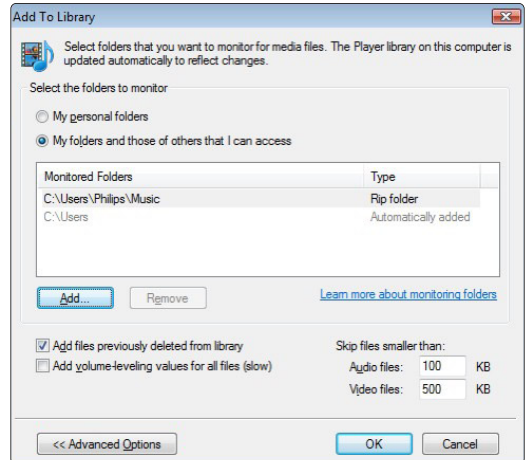 Add To Library
Select folders that you want to monitor for media files. The Player library on this computer is
updated automatically to reflect changes.
Select the folders to monitor
My personal folders
My folders and those of others that I can access
Monitored Folders Type
C:\Users\Philips\Music Rip folder
C:\Users Automatically added
Add... Remove Learn more about monitoring folders
Add files previously deleted from library Skip files smaller than:
Add volume-leveling values for all files (slow) Audio files: 100 KB
Video files: 500 KB
<< Advanced Options OK Cancel